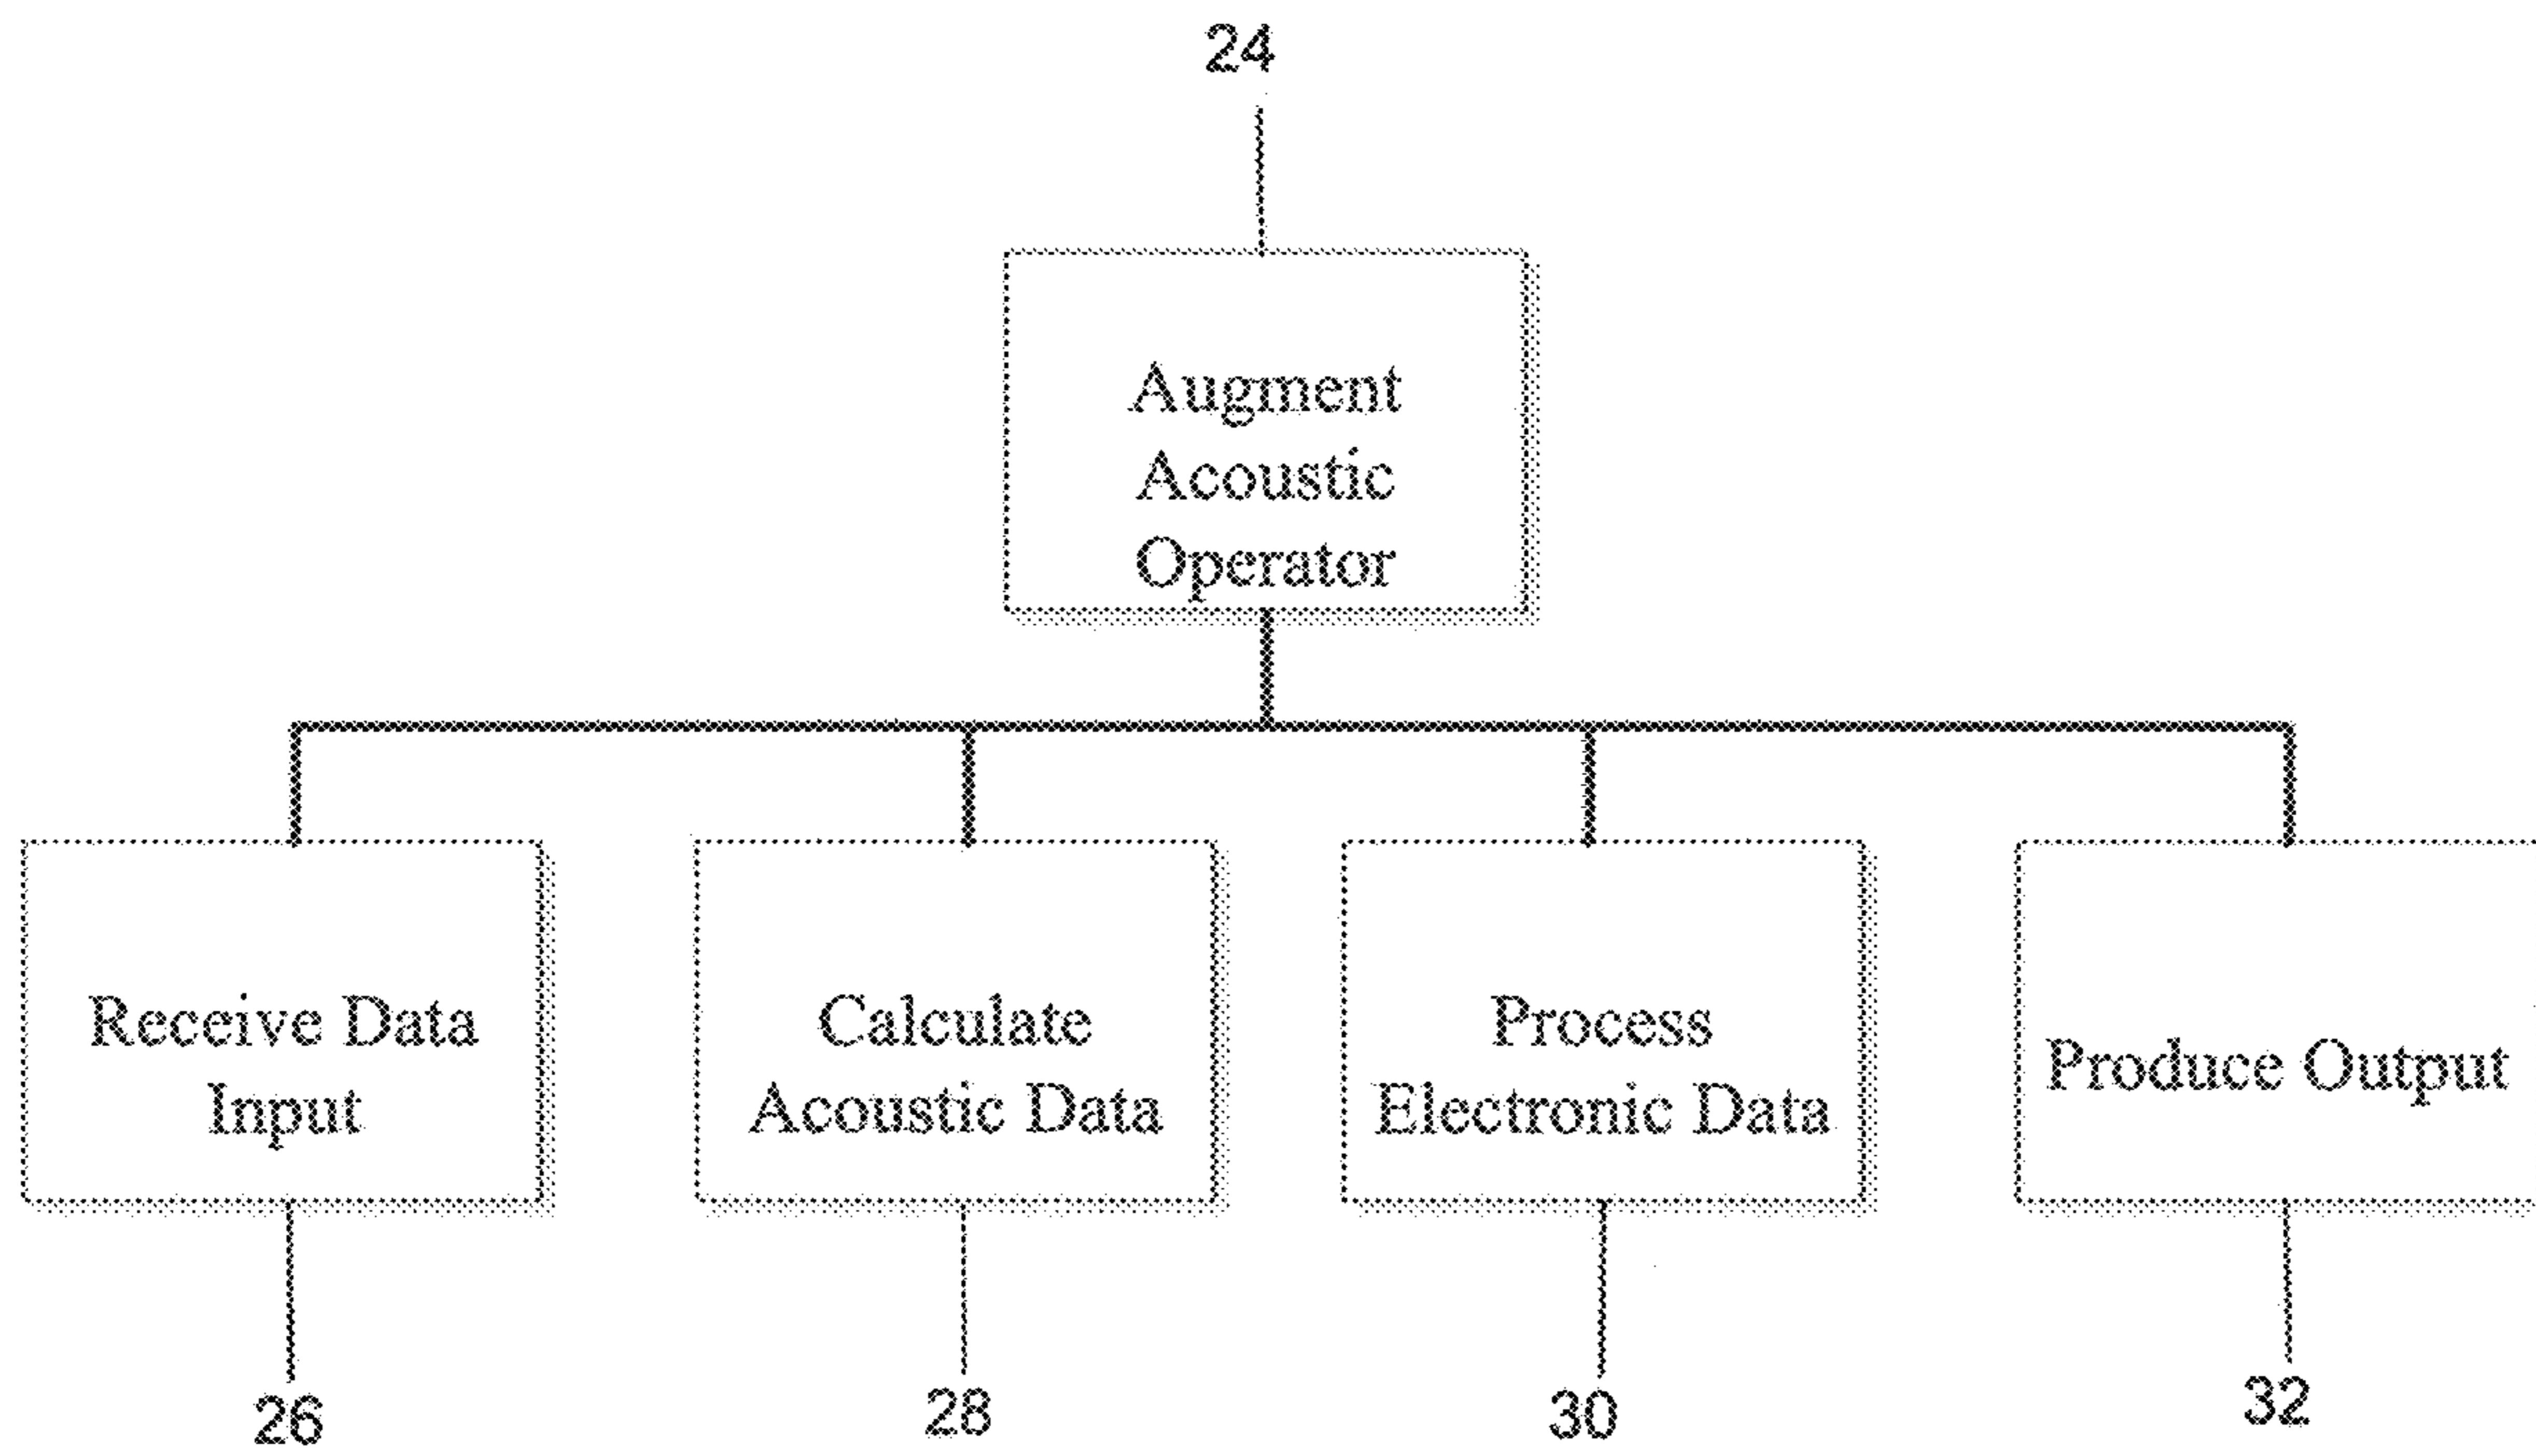 24
Augment
Acoustic
Operator
Receive Data
Input
Calculate
Acoustic Data
Process
Electronic Data
Produce Output
26
28
30
32